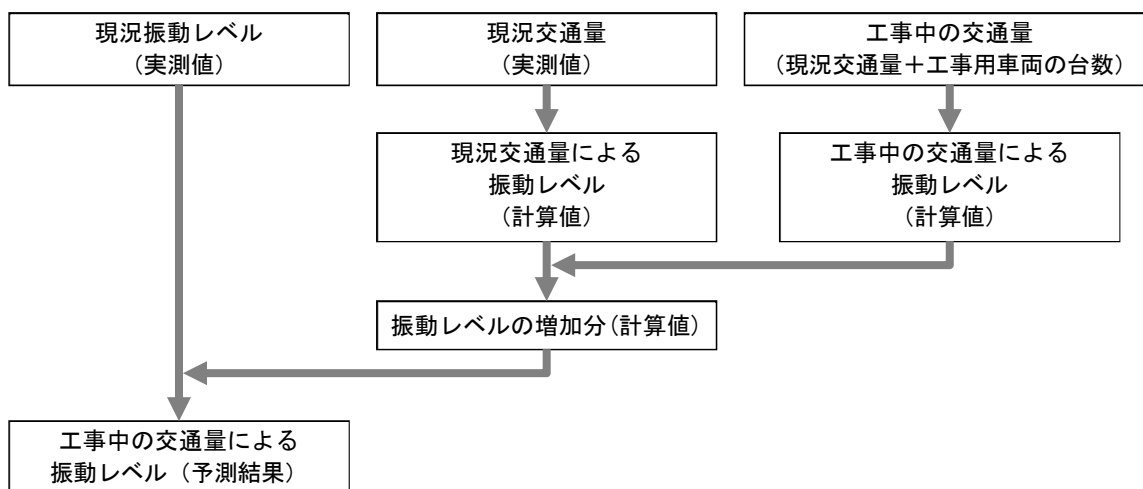 現況振動レベル
（実測値）
現況交通量
（実測値）
工事中の交通量
（現況交通量＋工事用車両の台数）
現況交通量による
振動レベル
（計算値）
工事中の交通量による
振動レベル
（計算値）
振動レベルの増加分（計算値）
工事中の交通量による
振動レベル（予測結果）